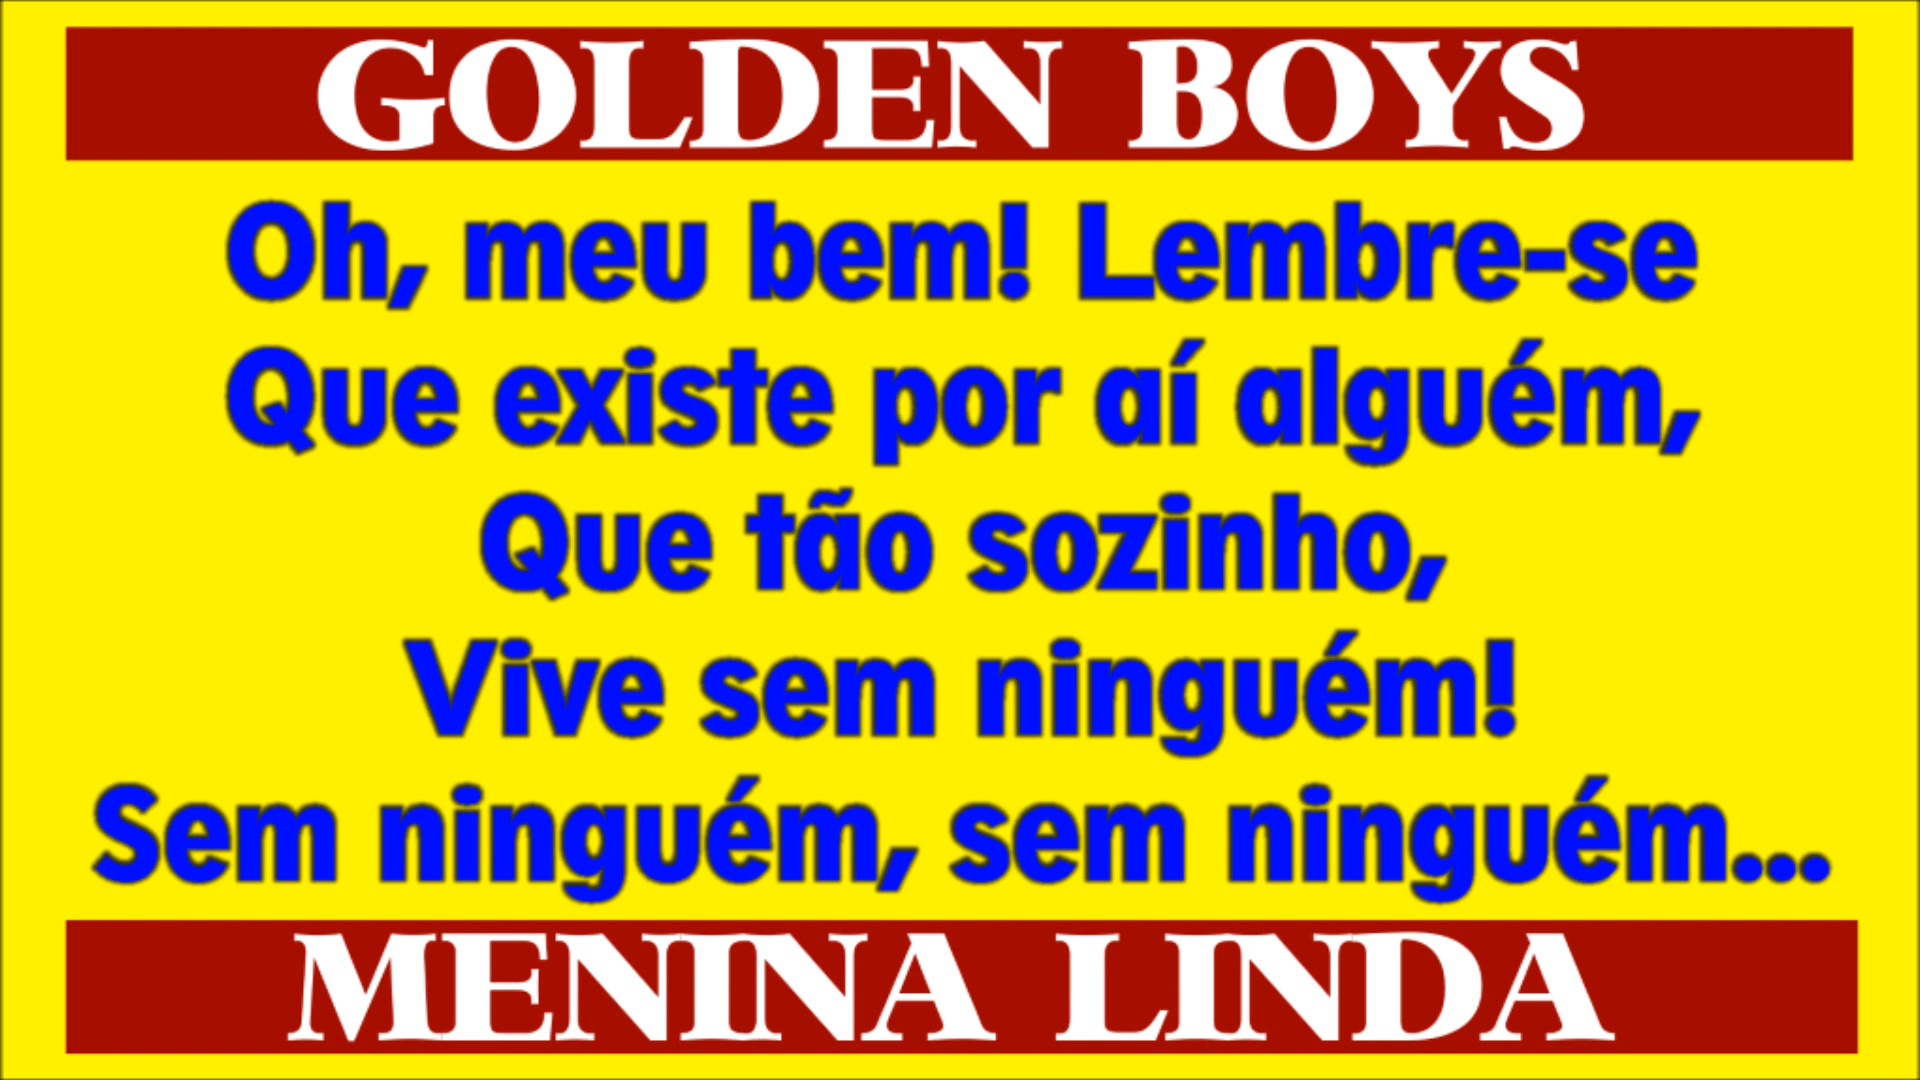 GOLDEN BOYS
Oh, meu bem! Lembre-se
Que existe por aí alguém,
Que tão sozinho,
Vive sem ninguém!
Sem ninguém, sem ninguém...
MENINA LINDA